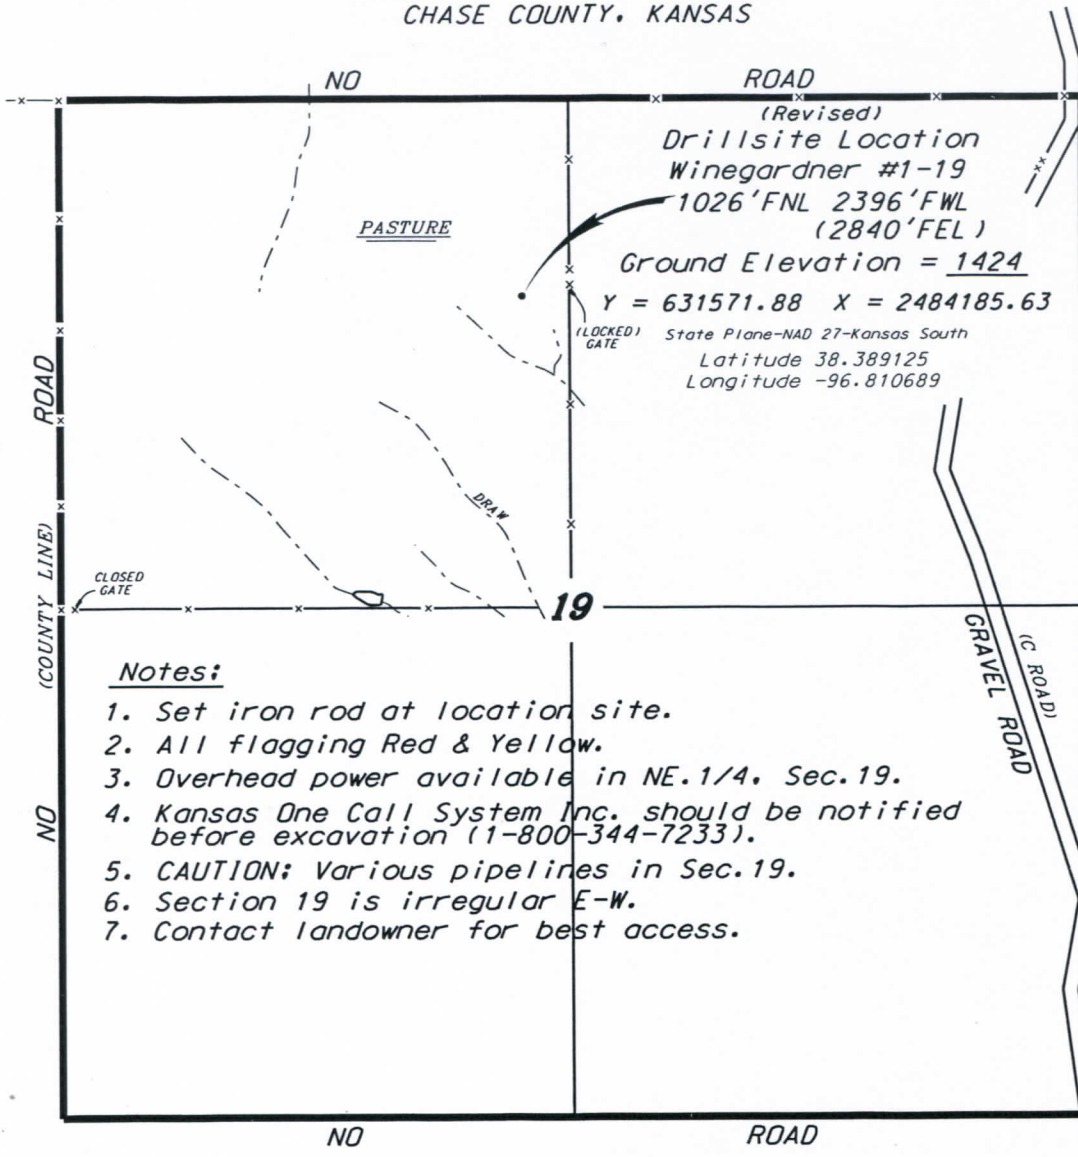 CHASE COUNTY, KANSAS
NO ROAD
(Revised)
Drillsite Location
Winegardner #1-19
1026'FNL 2396'FWL
(2840'FEL)
Ground Elevation = 1424
Y = 631571.88 X = 2484185.63
State Plane-NAD 27-Kansas South
Latitude 38.389125
Longitude -96.810689
PASTURE
(LOCKED)
GATE
DRAW
CLOSED
GATE
NO ROAD
(COUNTY LINE)
19
GRAVEL ROAD
(C ROAD)
Notes:
1. Set iron rod at location site.
2. All flagging Red & Yellow.
3. Overhead power available in NE.1/4. Sec.19.
4. Kansas One Call System Inc. should be notified
before excavation (1-800-344-7233).
5. CAUTION: Various pipelines in Sec.19.
6. Section 19 is irregular E-W.
7. Contact landowner for best access.
NO ROAD